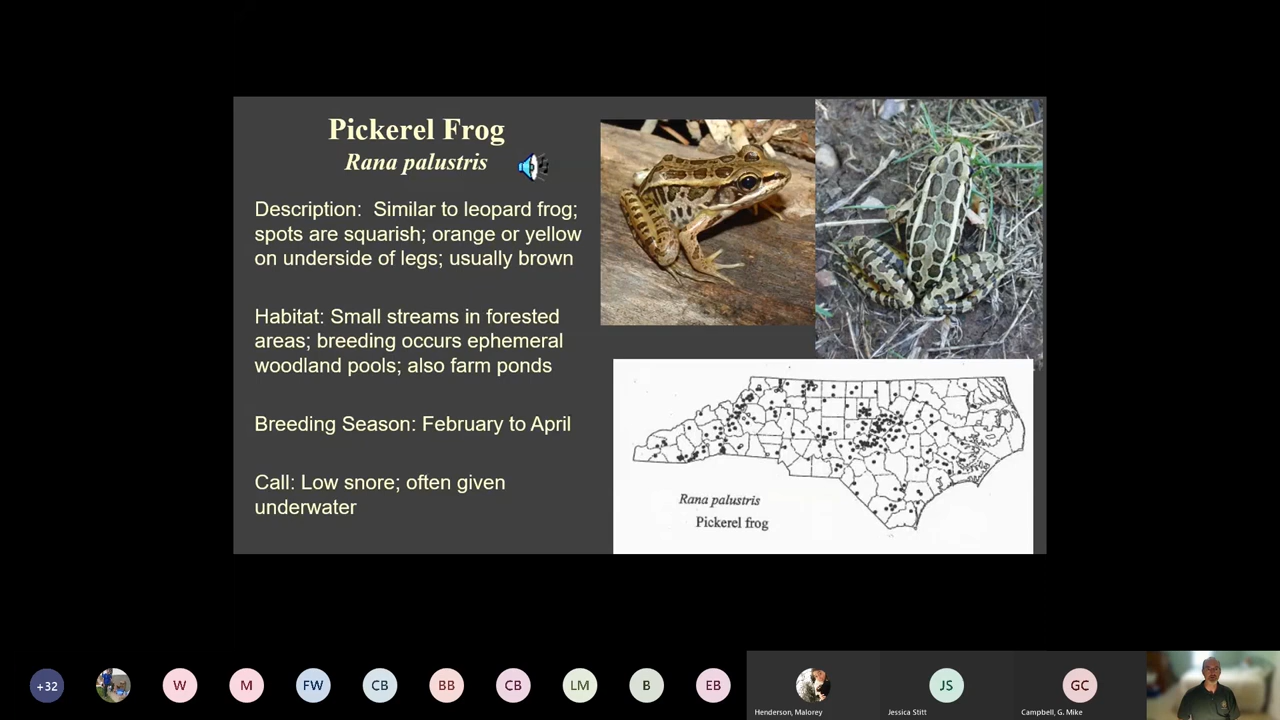 Pickerel Frog
Rana palustris
Description:  Similar to leopard frog;
spots are squarish; orange or yellow
on underside of legs; usually brown
Habitat: Small streams in forested
areas; breeding occurs ephemeral
woodland pools; also farm ponds
Breeding Season: February to April
Call: Low snore; often given
underwater
Rana palustris
Pickerel frog
+32
W
M
FW
CB
BB
CB
LM
B
EB
Henderson, Malorey
JS
Jessica Stitt
GC
Campbell, G. Mike